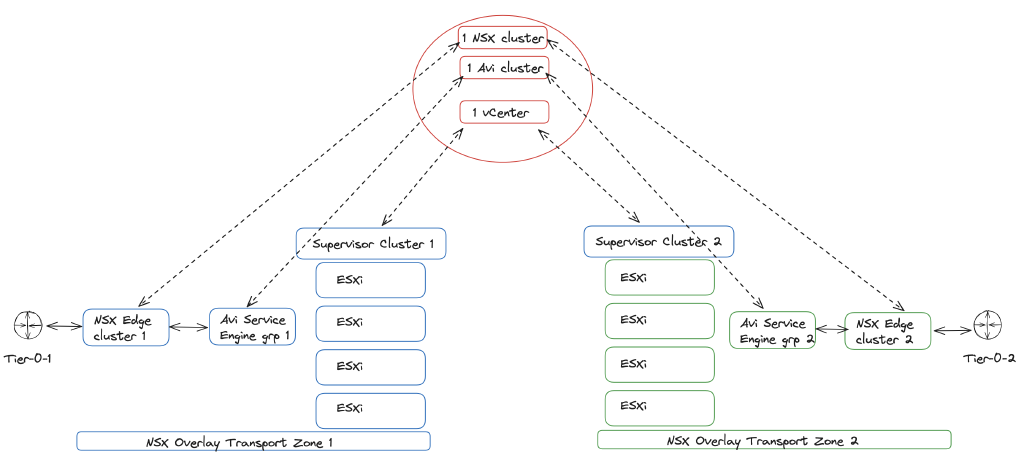 1 NSX cluster
1 Avi cluster
1 vCenter
Supervisor Cluster 1
ESXi
ESXi
ESXi
ESXi
NSX Edge
cluster 1
Avi Service
Engine grp 1
Tier-0-1
NSX Overlay Transport Zone 1
Supervisor Cluster 2
ESXi
ESXi
ESXi
ESXi
Avi Service
Engine grp 2
NSX Edge
cluster 2
Tier-0-2
NSX Overlay Transport Zone 2